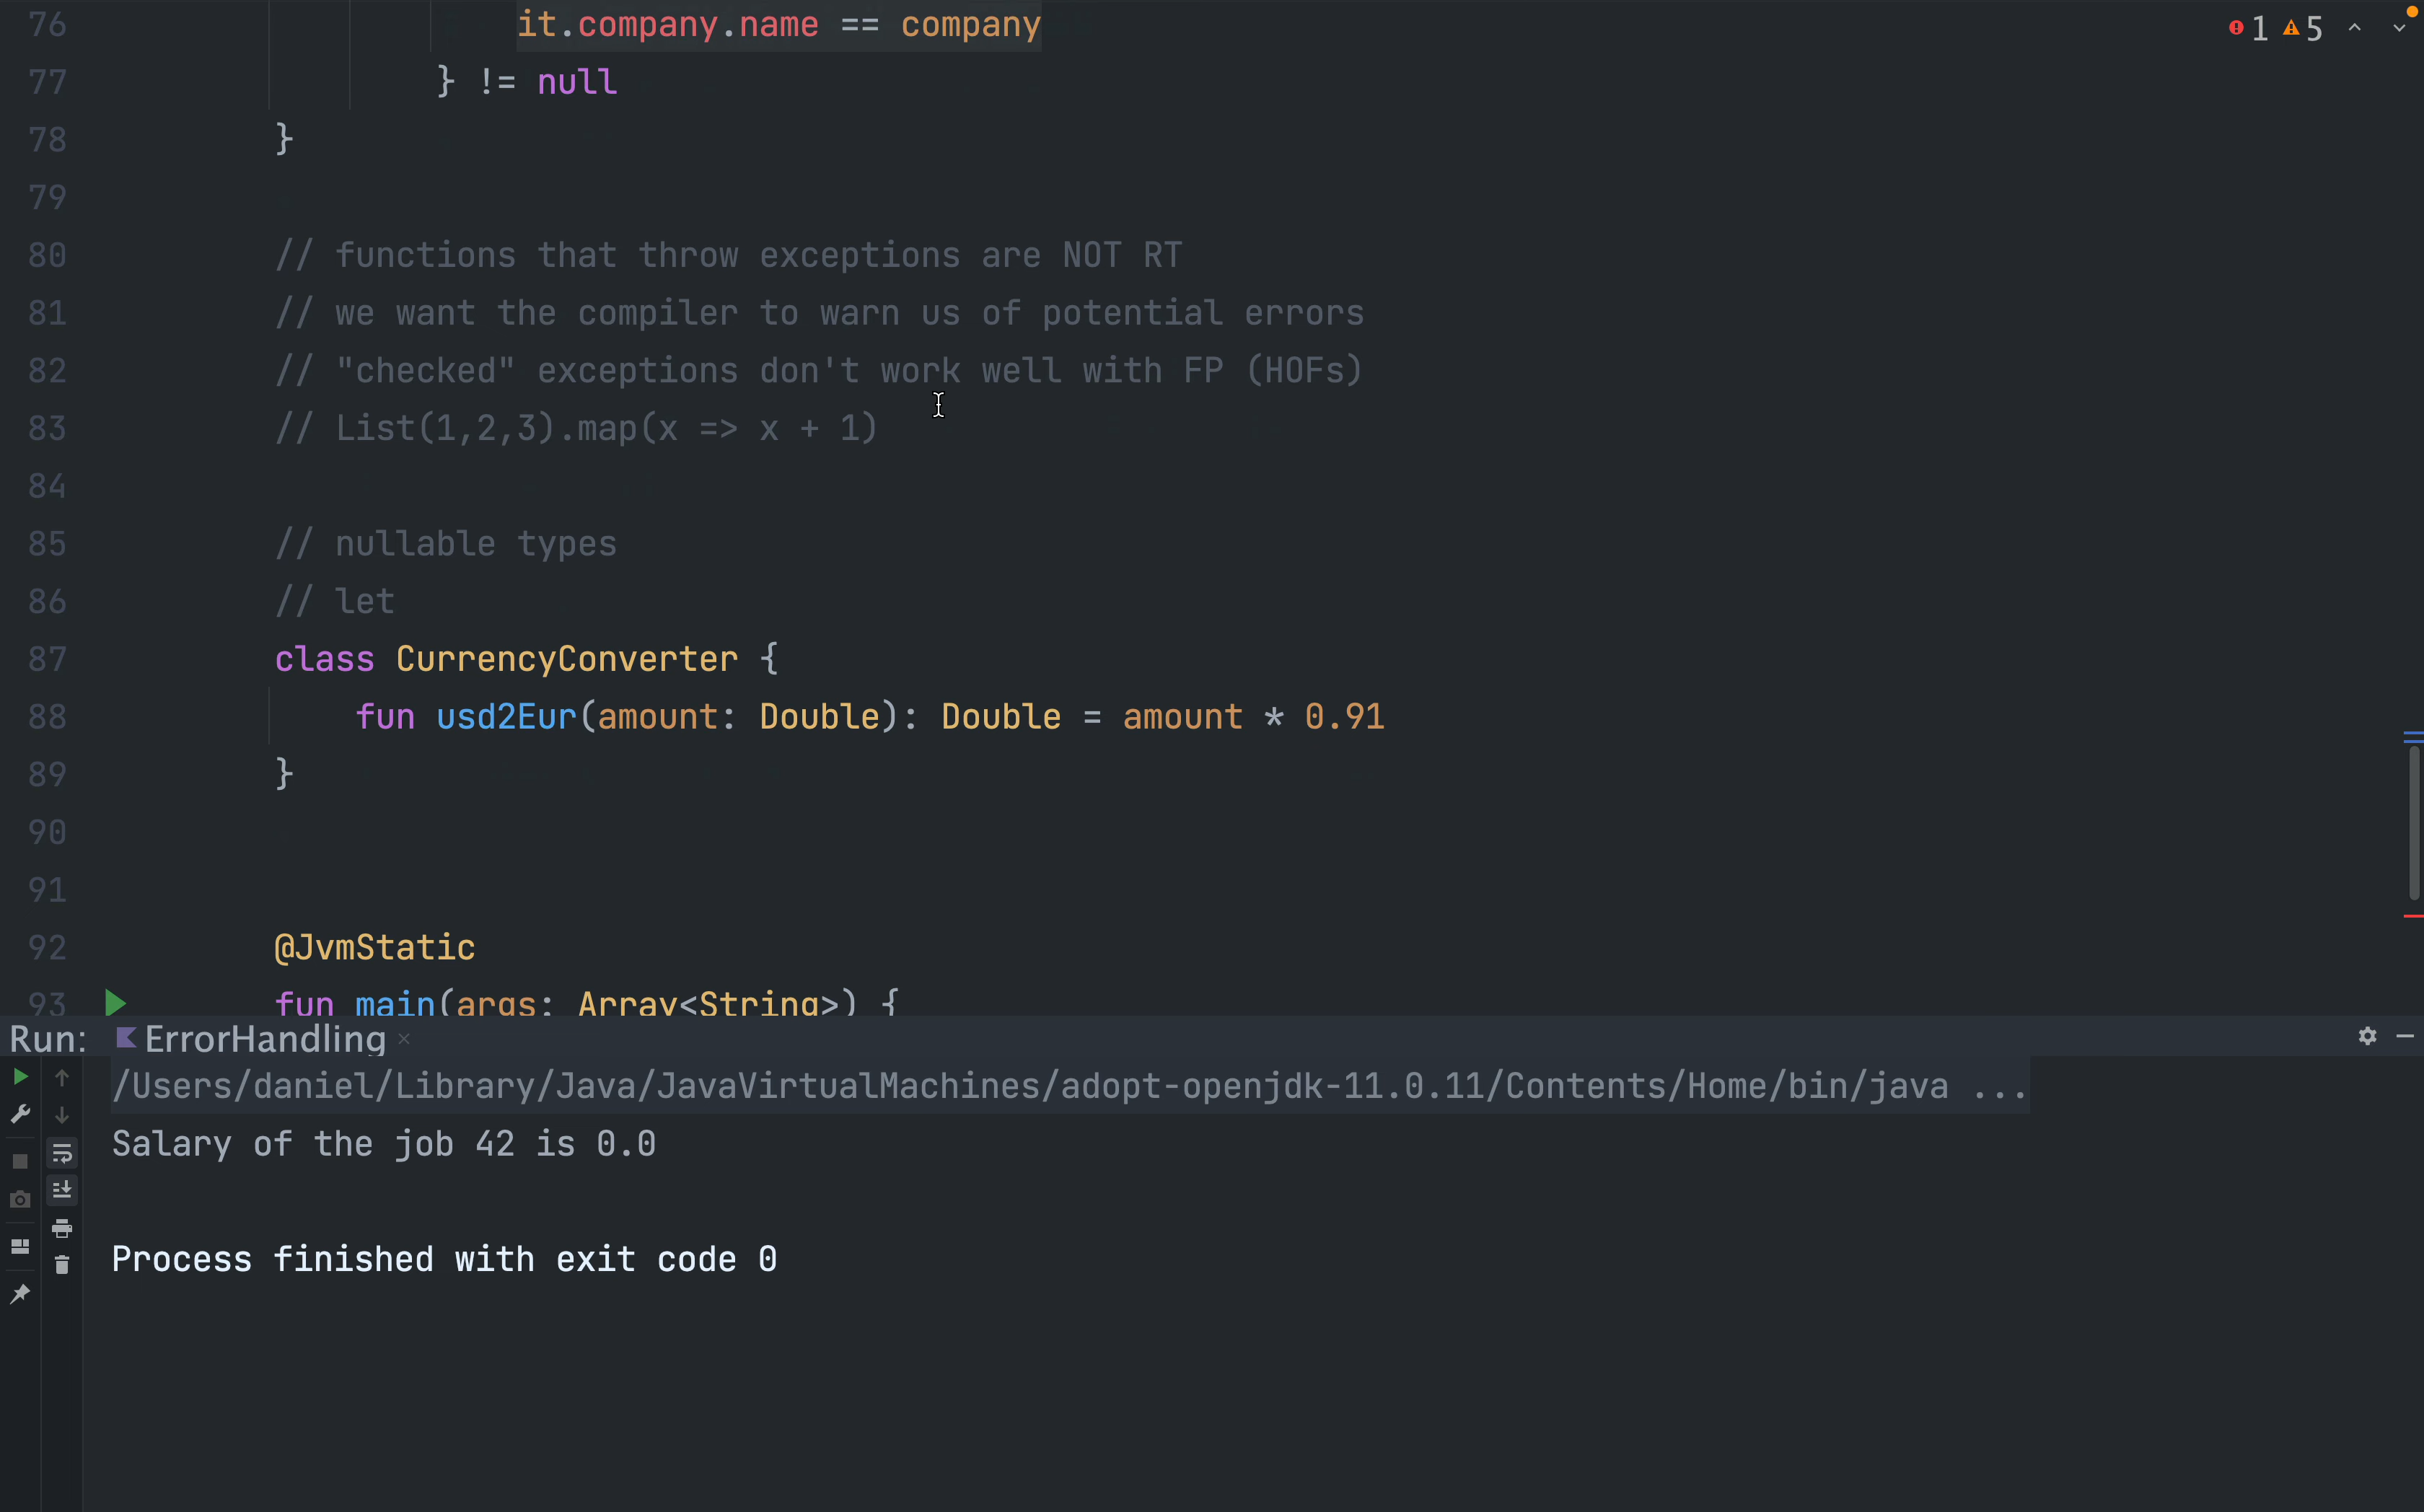 76 it.company.name == company
1 5
77 } != null
78 }
79
80 // functions that throw exceptions are NOT RT
81 // we want the compiler to warn us of potential errors
82 // "checked" exceptions don't work well with FP (HOFs)
83 // List(1,2,3).map(x => x + 1)
84
85 // nullable types
86 // let
87 class CurrencyConverter {
88 fun usd2Eur(amount: Double): Double = amount * 0.91
89 }
90
91
92 @JvmStatic
93 fun main(args: Array<String>) {
Run: ErrorHandling
/Users/daniel/Library/Java/JavaVirtualMachines/adopt-openjdk-11.0.11/Contents/Home/bin/java ...
Salary of the job 42 is 0.0
Process finished with exit code 0